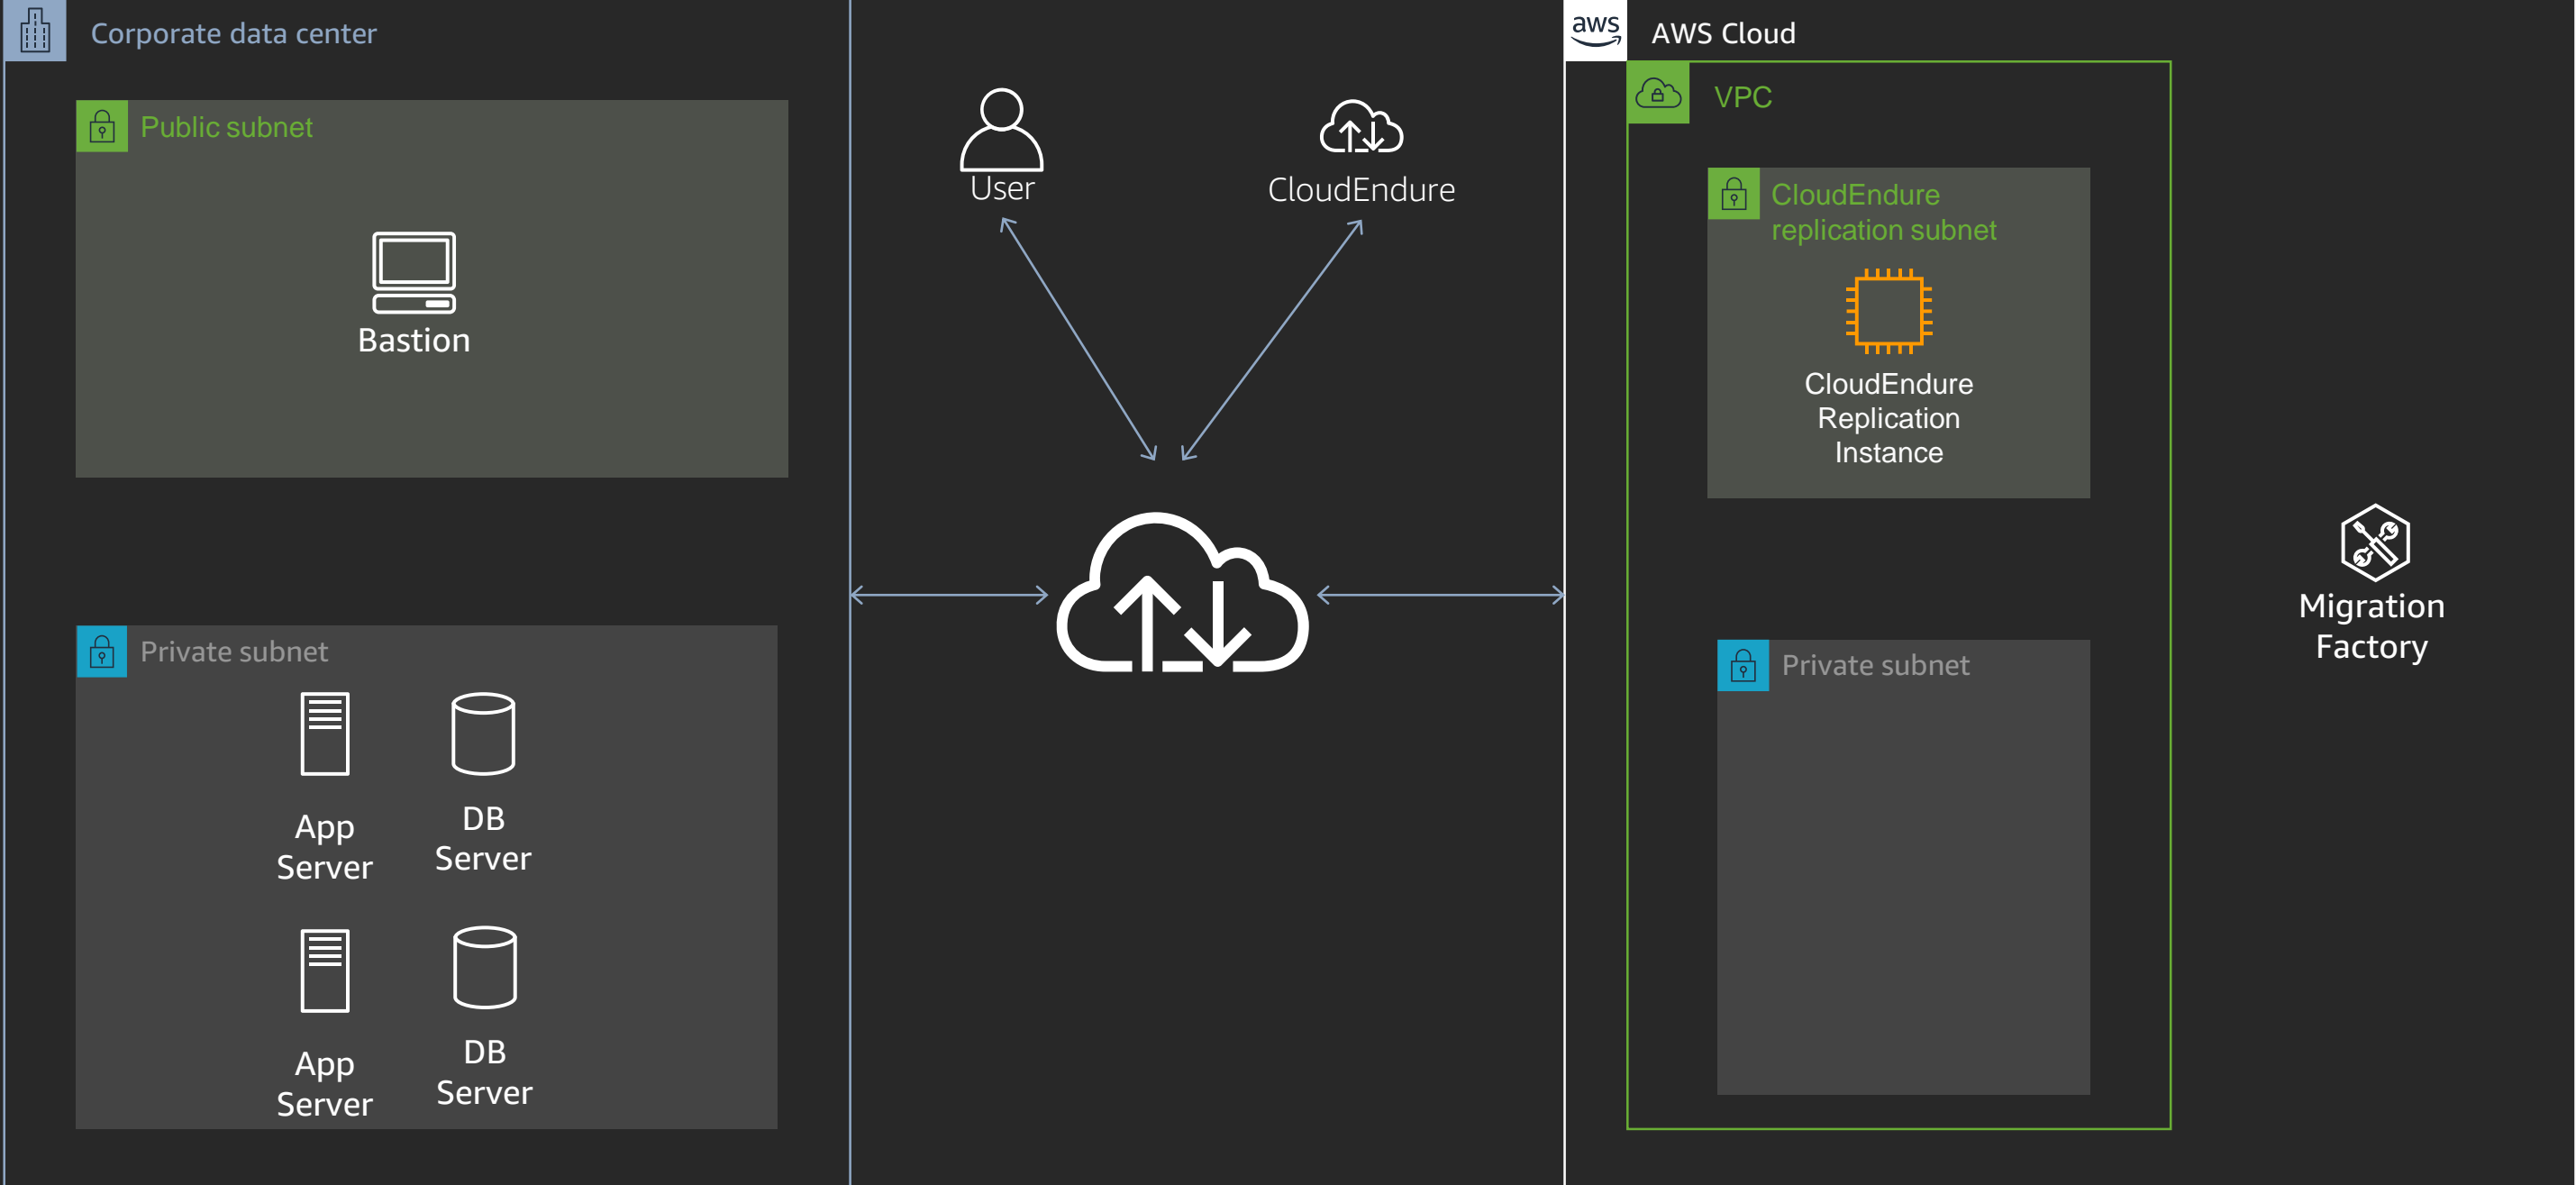 Corporate data center
Public subnet
Bastion
Private subnet
App
Server
DB
Server
App
Server
DB
Server
User
CloudEndure
aws
AWS Cloud
VPC
CloudEndure
replication subnet
CloudEndure
Replication
Instance
Private subnet
Migration
Factory